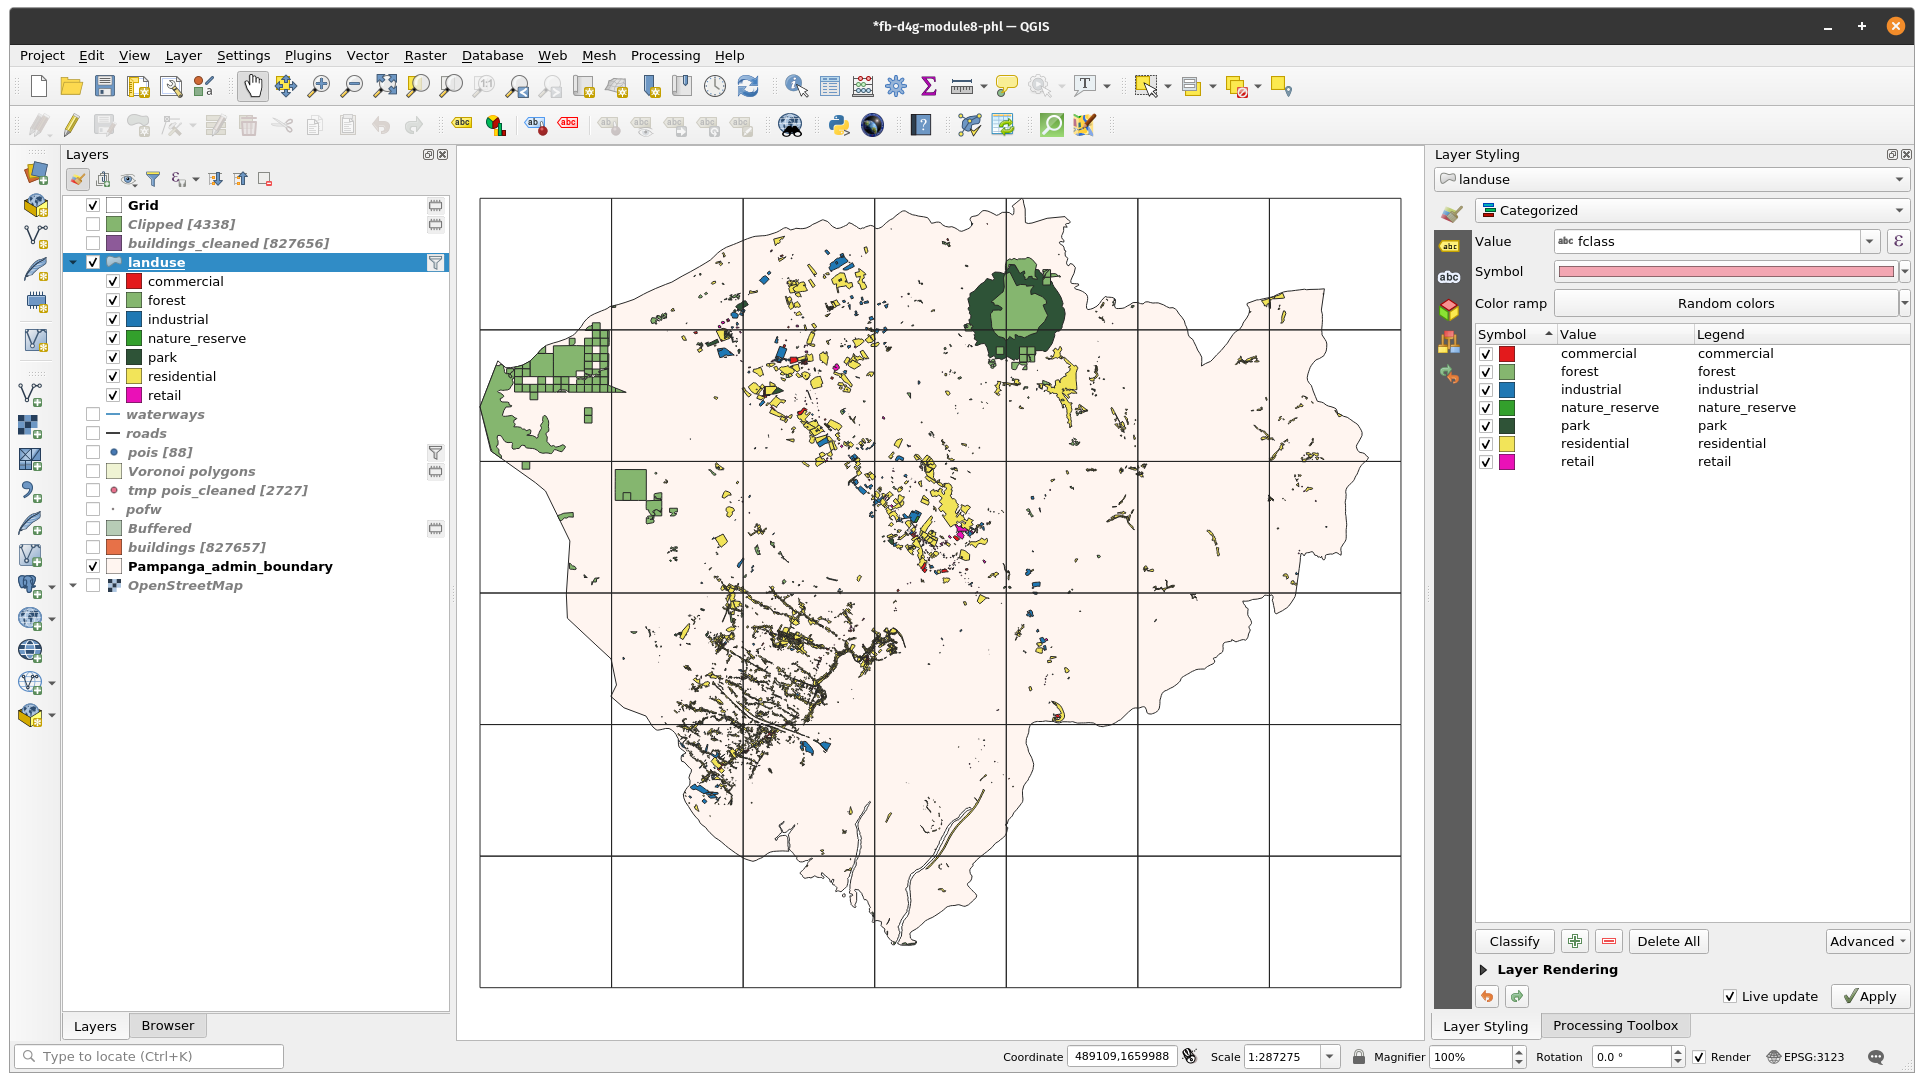 *fb-d4g-module8-phl — QGIS
Project Edit View Layer Settings Plugins Vector Raster Database Web Mesh Processing Help
Layers
Grid
Clipped [4338]
buildings_cleaned [827656]
landuse
commercial
forest
industrial
nature_reserve
park
residential
retail
waterways
roads
pois [88]
Voronoi polygons
tmp pois_cleaned [2727]
pofw
Buffered
buildings [827657]
Pampanga_admin_boundary
OpenStreetMap
Layers Browser
Layer Styling
landuse
Categorized
Value abc fclass
Symbol
Color ramp Random colors
Symbol Value Legend
commercial commercial
forest forest
industrial industrial
nature_reserve nature_reserve
park park
residential residential
retail retail
Classify Delete All Advanced
Layer Rendering
Live update Apply
Layer Styling Processing Toolbox
Type to locate (Ctrl+K) Coordinate 489109,1659988 Scale 1:287275 Magnifier 100% Rotation 0.0 ° Render EPSG:3123